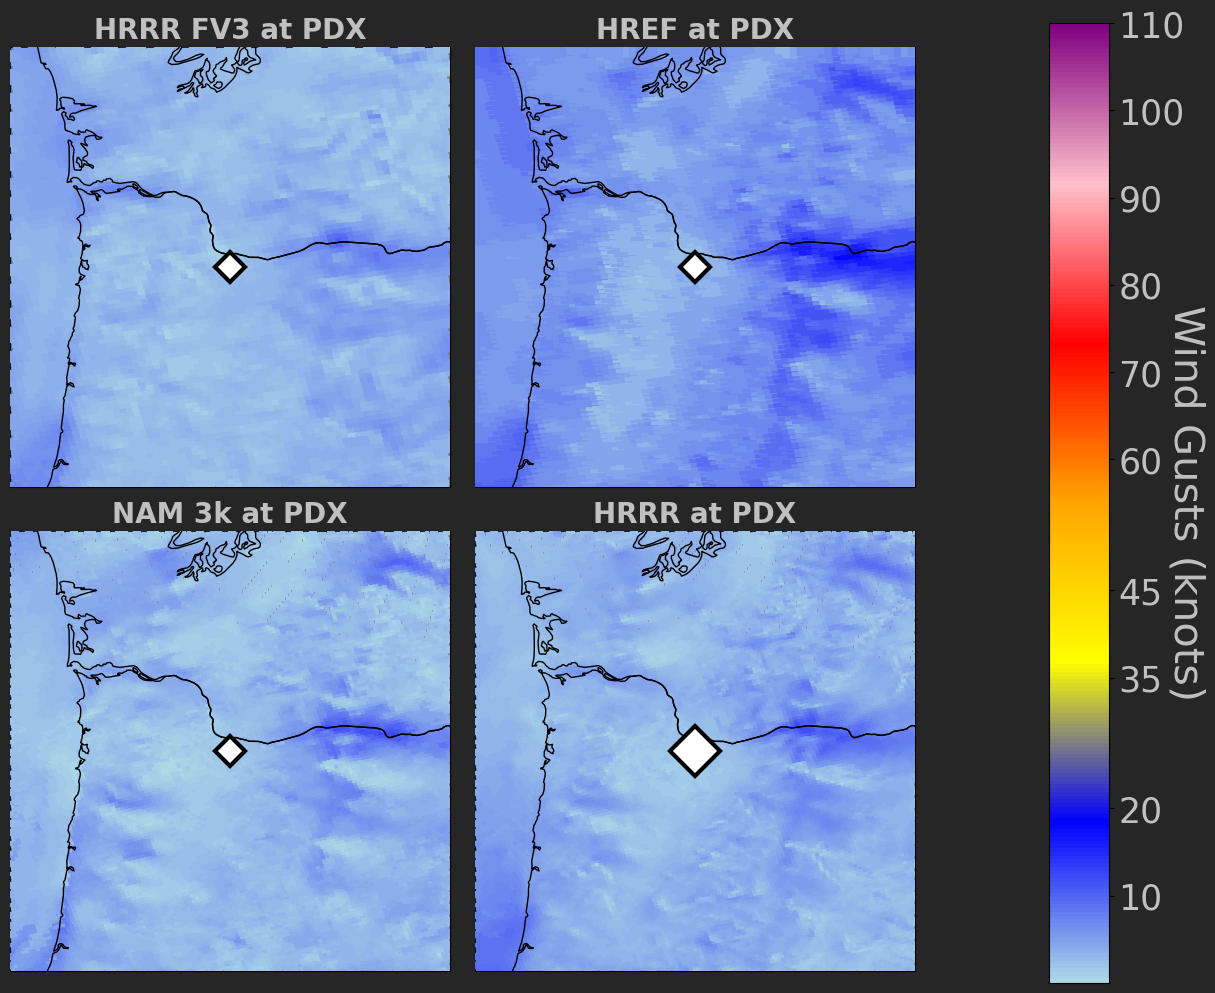 HRRR FV3 at PDX
HREF at PDX
NAM 3k at PDX
HRRR at PDX
110
100
90
80
70
60
45
35
20
10
Wind Gusts (knots)